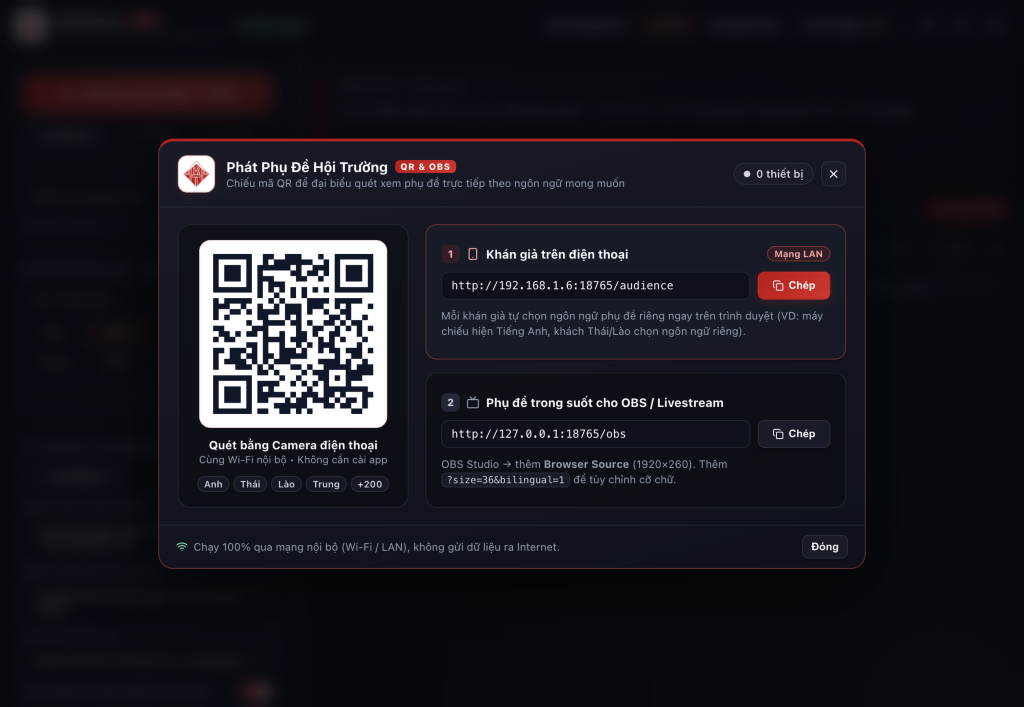 Phát Phụ Đề Hội Trường QR & OBS
Chiếu mã QR để đại biểu quét xem phụ đề trực tiếp theo ngôn ngữ mong muốn
0 thiết bị
Quét bằng Camera điện thoại
Cùng Wi-Fi nội bộ • Không cần cài app
Anh Thái Lào Trung +200
1 Khán giả trên điện thoại Mạng LAN
http://192.168.1.6:18765/audience Chép
Mỗi khán giả tự chọn ngôn ngữ phụ đề riêng ngay trên trình duyệt (VD: máy
chiếu hiện Tiếng Anh, khách Thái/Lào chọn ngôn ngữ riêng).
2 Phụ đề trong suốt cho OBS / Livestream
http://127.0.0.1:18765/obs Chép
OBS Studio → thêm Browser Source (1920×260). Thêm
?size=36&bilingual=1 để tùy chỉnh cỡ chữ.
Chạy 100% qua mạng nội bộ (Wi-Fi / LAN), không gửi dữ liệu ra Internet.
Đóng